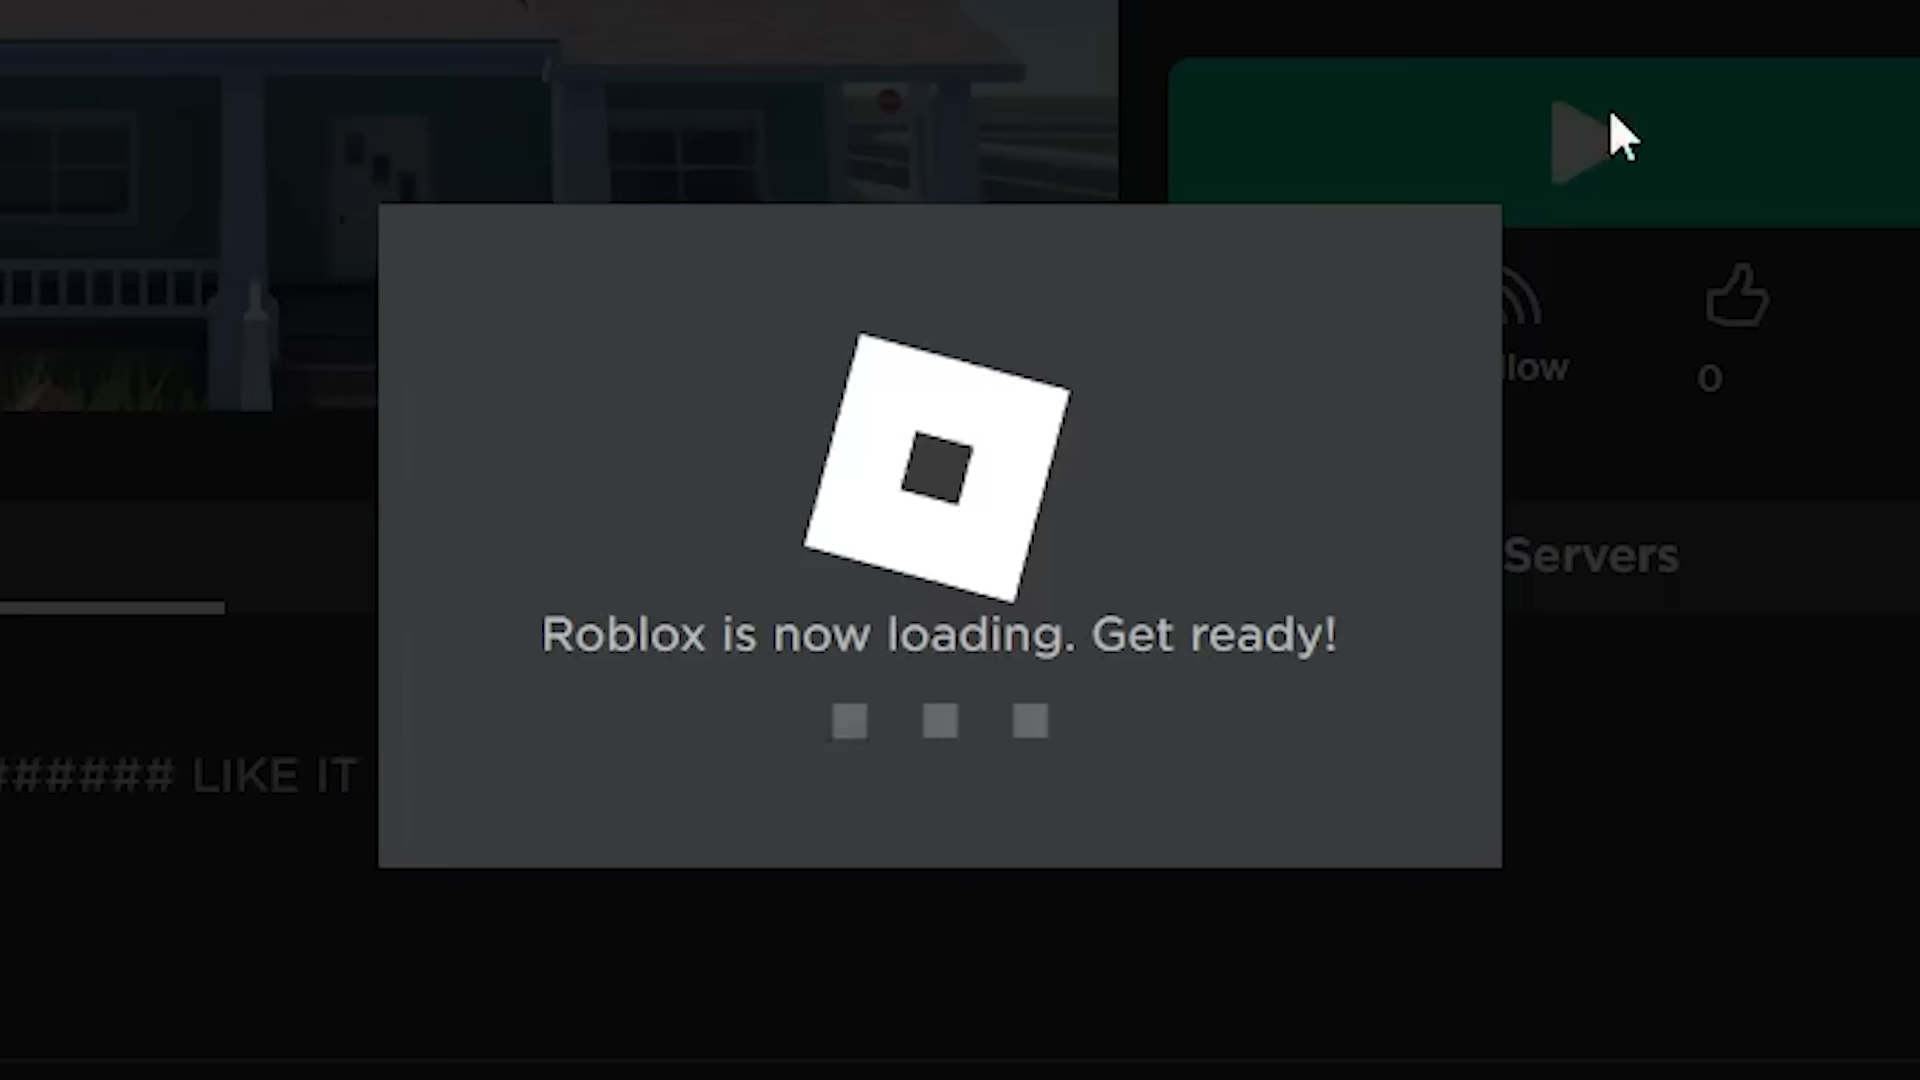 llow
0
Servers
Roblox is now loading. Get ready!
###### LIKE IT